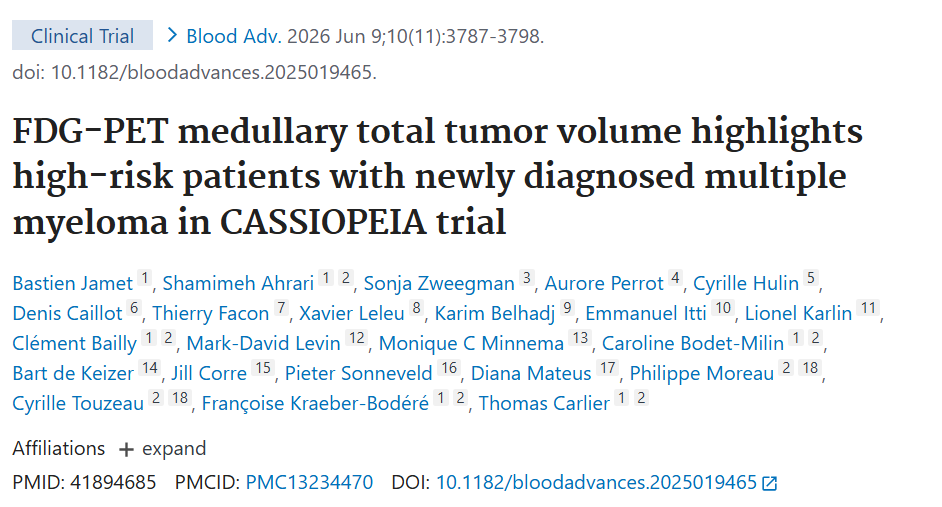 Clinical Trial > Blood Adv. 2026 Jun 9;10(11):3787-3798.
doi: 10.1182/bloodadvances.2025019465.
FDG-PET medullary total tumor volume highlights
high-risk patients with newly diagnosed multiple
myeloma in CASSIOPEIA trial
Bastien Jamet 1, Shamimeh Ahrari 1 2, Sonja Zweegman 3, Aurore Perrot 4, Cyrille Hulin 5,
Denis Caillot 6, Thierry Facon 7, Xavier Leleu 8, Karim Belhadj 9, Emmanuel Itti 10, Lionel Karlin 11,
Clément Bailly 1 2, Mark-David Levin 12, Monique C Minnema 13, Caroline Bodet-Milin 1 2,
Bart de Keizer 14, Jill Corre 15, Pieter Sonneveld 16, Diana Mateus 17, Philippe Moreau 2 18,
Cyrille Touzeau 2 18, Françoise Kraeber-Bodéré 1 2, Thomas Carlier 1 2
Affiliations + expand
PMID: 41894685 PMCID: PMC13234470 DOI: 10.1182/bloodadvances.2025019465